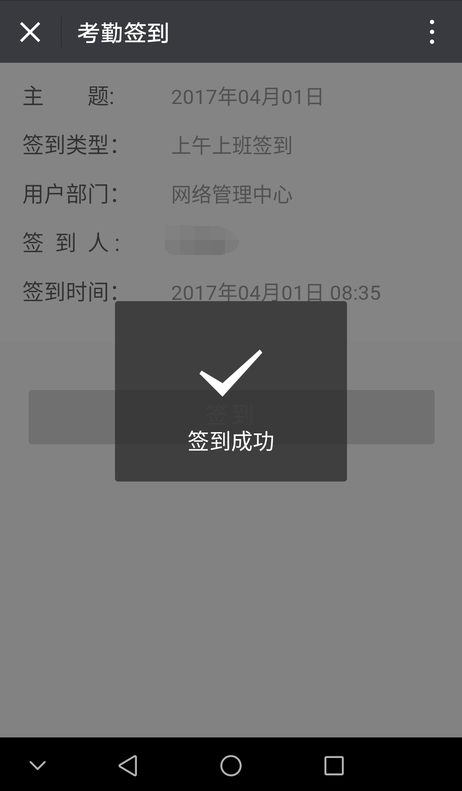 考勤签到
主 题: 2017年04月01日
签到类型： 上午上班签到
用户部门： 网络管理中心
签 到 人：
签到时间： 2017年04月01日 08:35
签到
签到成功